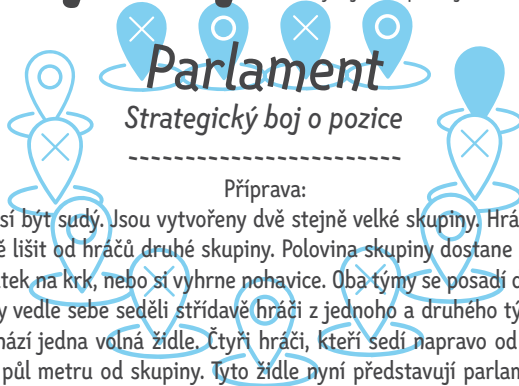 Parlament
Strategický boj o pozice
------------------------
Příprava:
sí být sudý. Jsou vytvořeny dvě stejně velké skupiny. Hrá
ě lišit od hráčů druhé skupiny. Polovina skupiny dostane
tek na krk, nebo si vyhrne nohavice. Oba týmy se posadí d
y vedle sebe seděli střídavě hráči z jednoho a druhého tý
hází jedna volná židle. Čtyři hráči, kteří sedí napravo od
půl metru od skupiny. Tyto židle nyní představují parlam